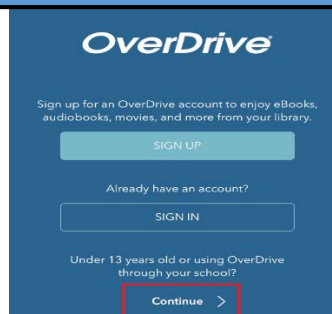 OverDrive®
Sign up for an OverDrive account to enjoy eBooks,
audiobooks, movies, and more from your library.
SIGN UP
Already have an account?
SIGN IN
Under 13 years old or using OverDrive
through your school?
Continue >